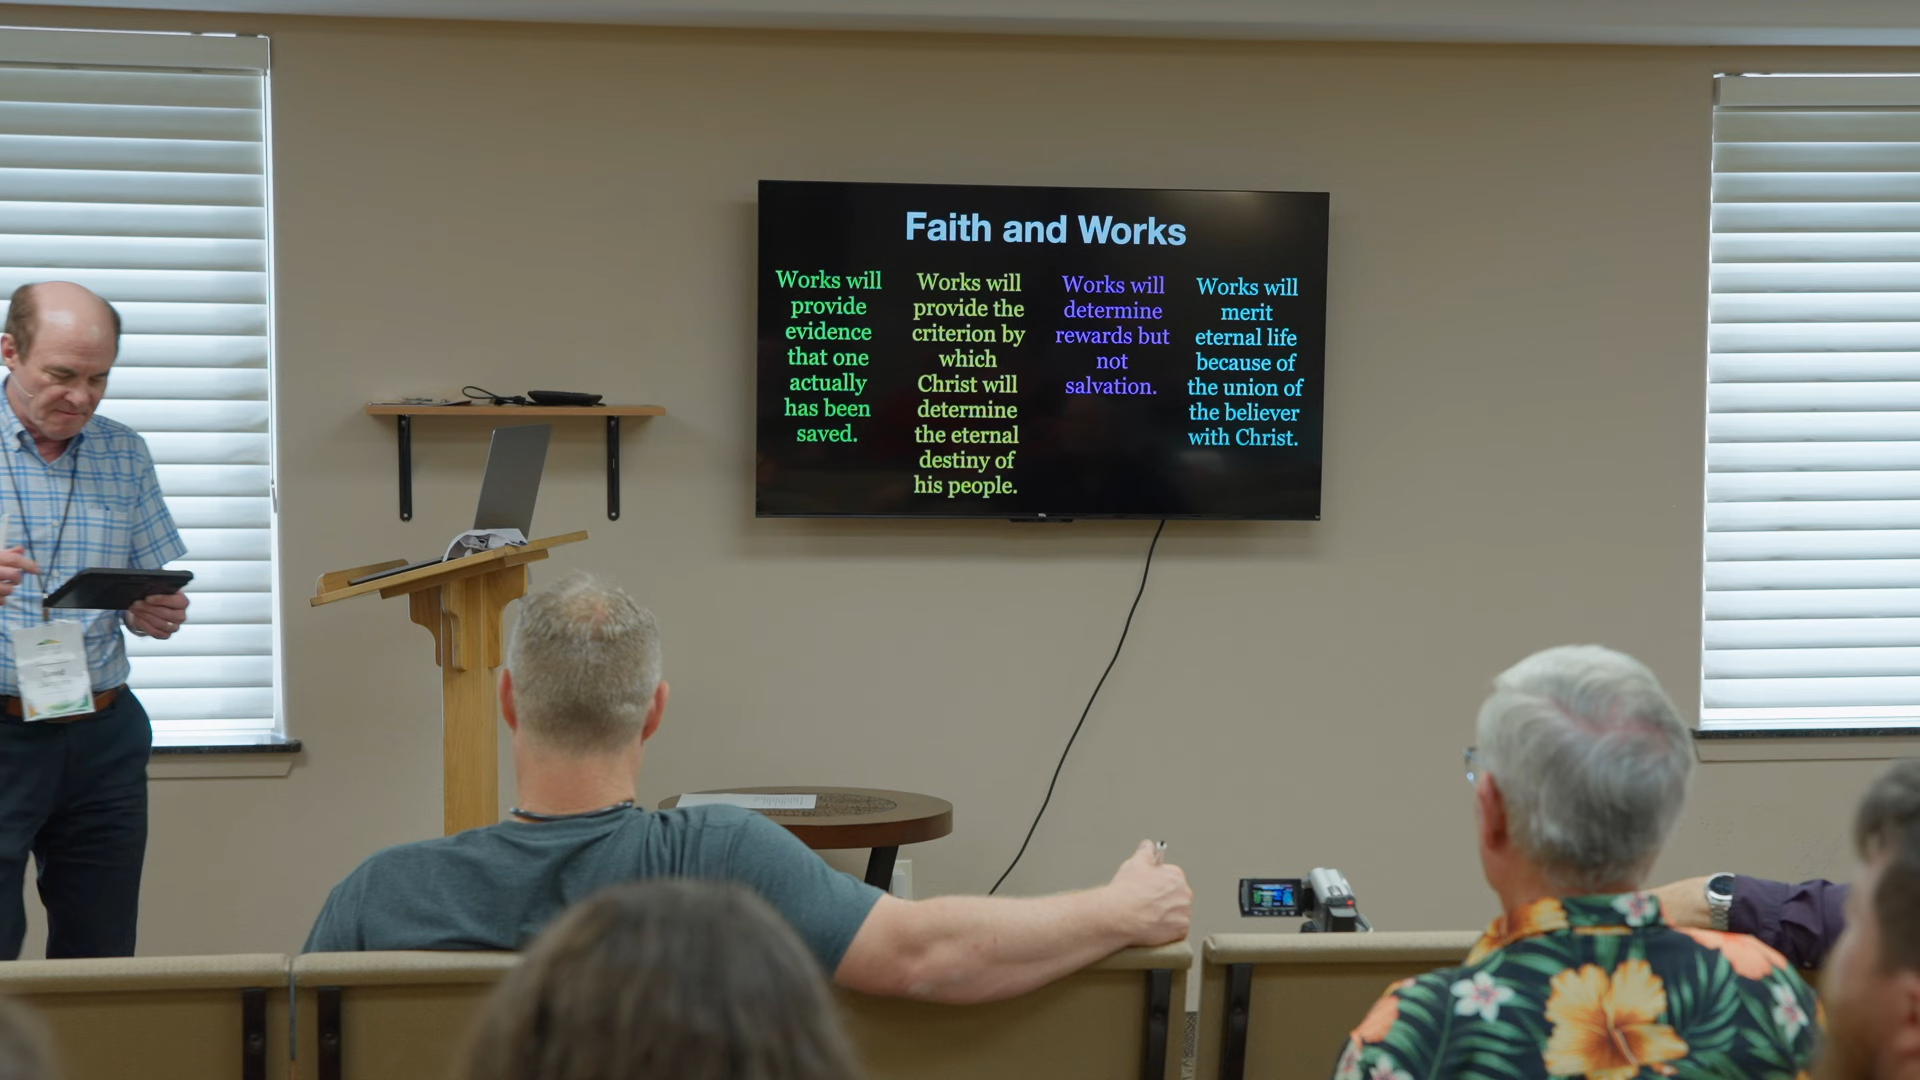 Faith and Works
Works will
provide
evidence
that one
actually
has been
saved.
Works will
provide the
criterion by
which
Christ will
determine
the eternal
destiny of
his people.
Works will
determine
rewards but
not
salvation.
Works will
merit
eternal life
because of
the union of
the believer
with Christ.